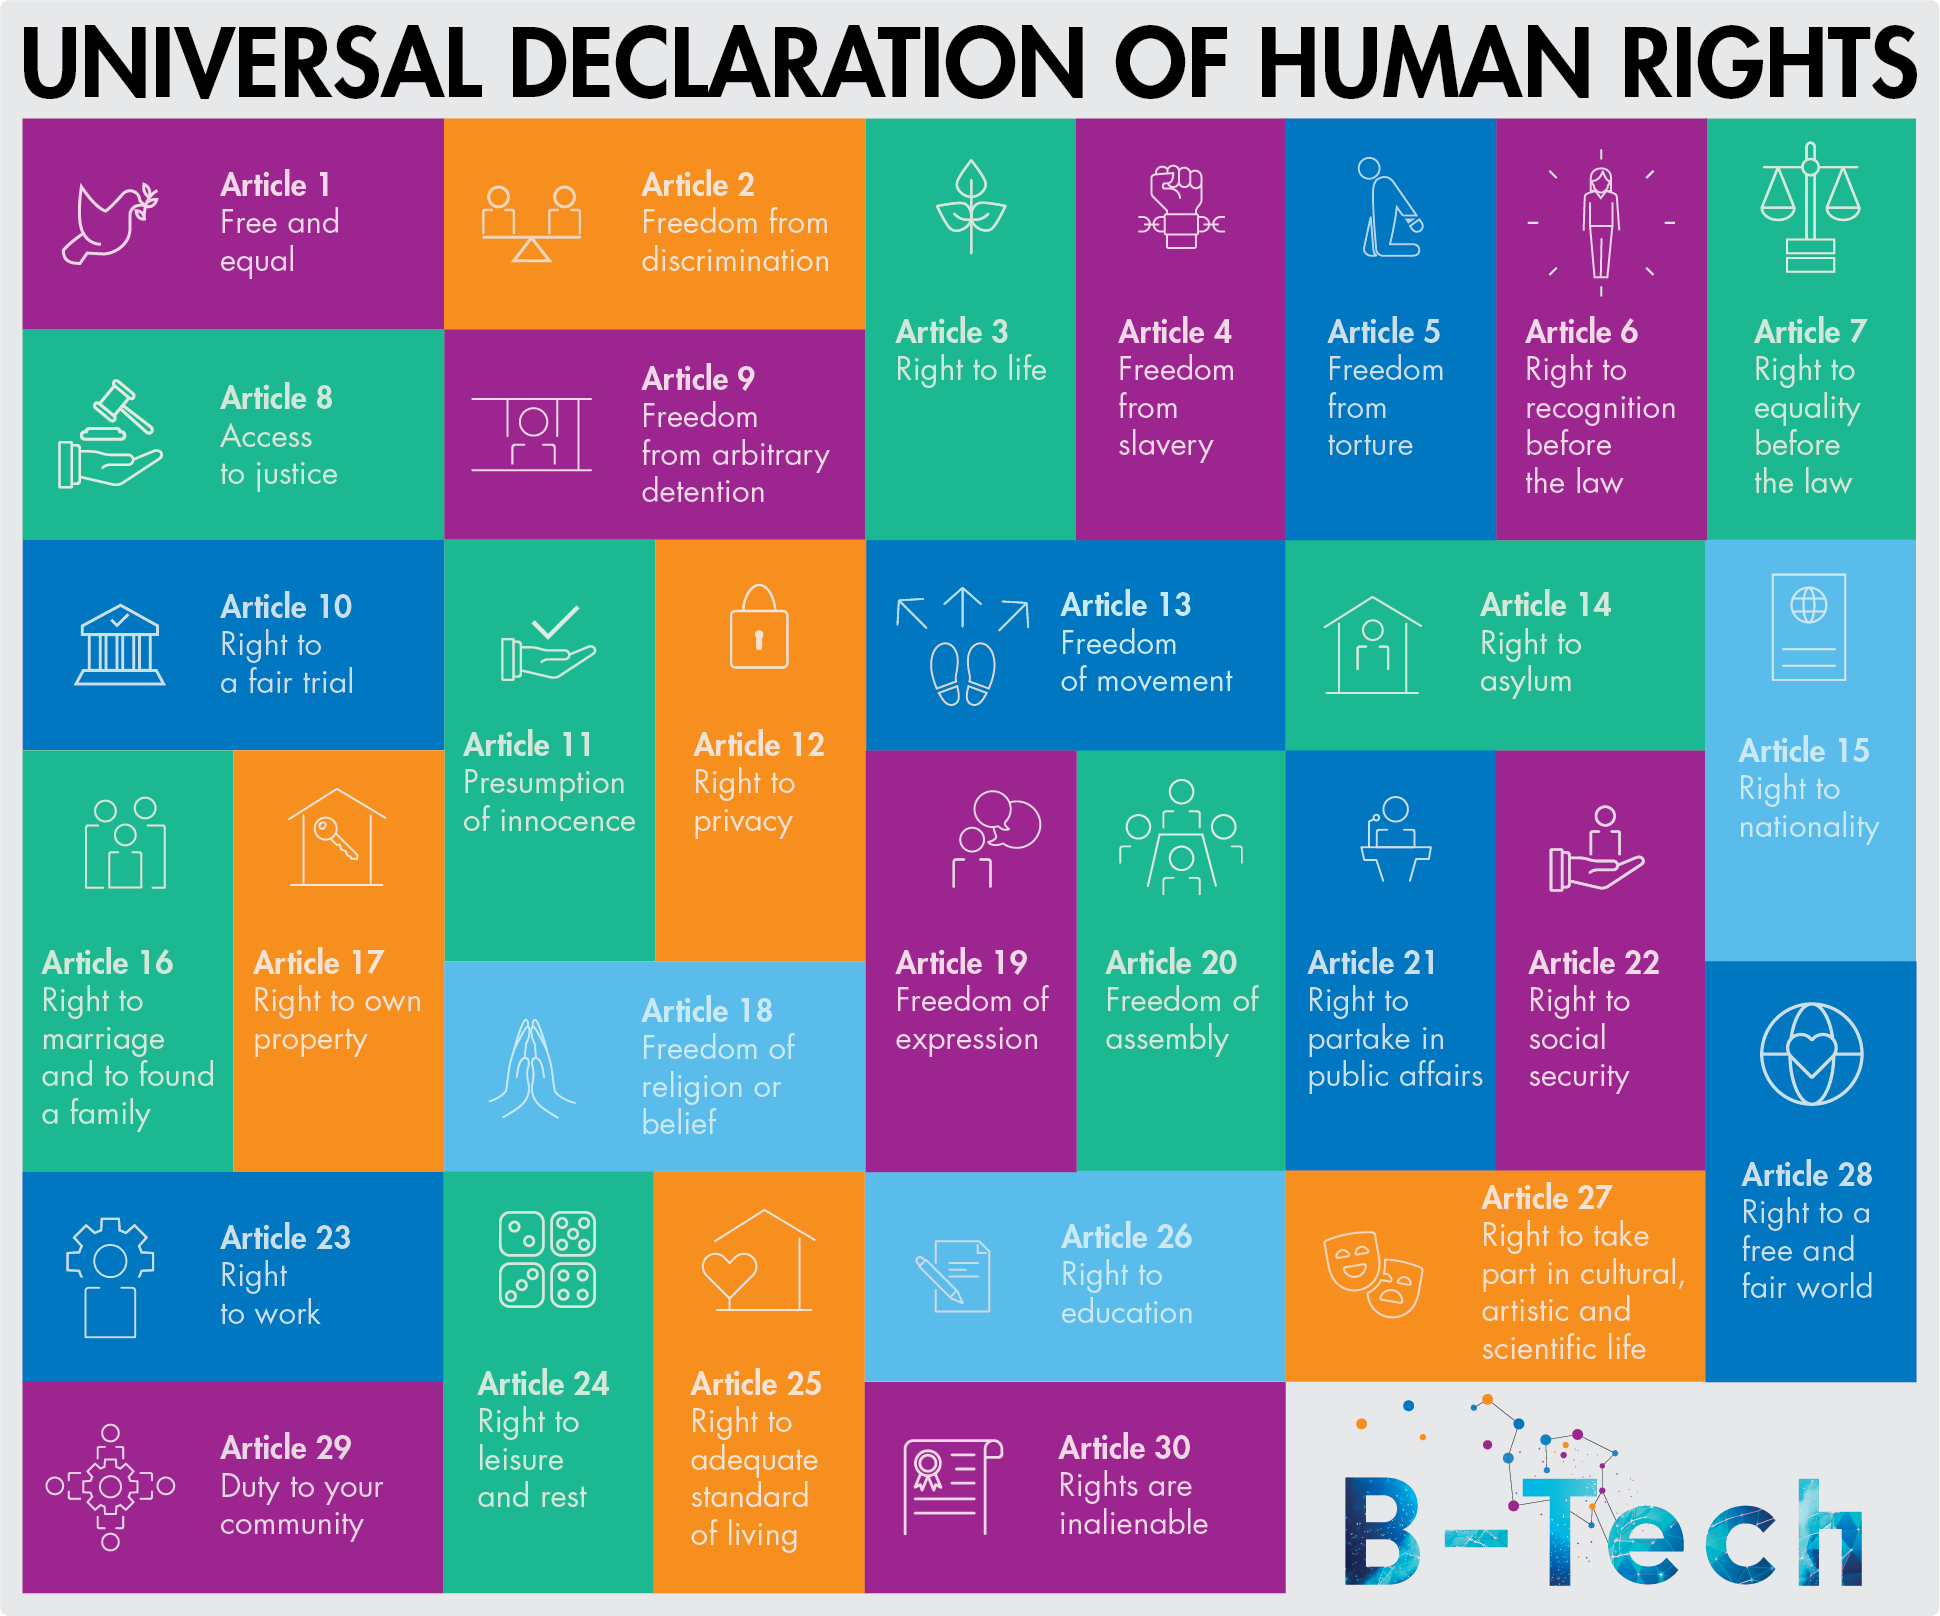 UNIVERSAL DECLARATION OF HUMAN RIGHTS
Article 1
Free and
equal
Article 2
Freedom from
discrimination
Article 3
Right to life
Article 4
Freedom
from
slavery
Article 5
Freedom
from
torture
Article 6
Right to
recognition
before
the law
Article 7
Right to
equality
before
the law
Article 8
Access
to justice
Article 9
Freedom
from arbitrary
detention
Article 10
Right to
a fair trial
Article 11
Presumption
of innocence
Article 12
Right to
privacy
Article 13
Freedom
of movement
Article 14
Right to
asylum
Article 15
Right to
nationality
Article 16
Right to
marriage
and to found
a family
Article 17
Right to own
property
Article 18
Freedom of
religion or
belief
Article 19
Freedom of
expression
Article 20
Freedom of
assembly
Article 21
Right to
partake in
public affairs
Article 22
Right to
social
security
Article 23
Right
to work
Article 24
Right to
leisure
and rest
Article 25
Right to
adequate
standard
of living
Article 26
Right to
education
Article 27
Right to take
part in cultural,
artistic and
scientific life
Article 28
Right to a
free and
fair world
Article 29
Duty to your
community
Article 30
Rights are
inalienable
B-Tech